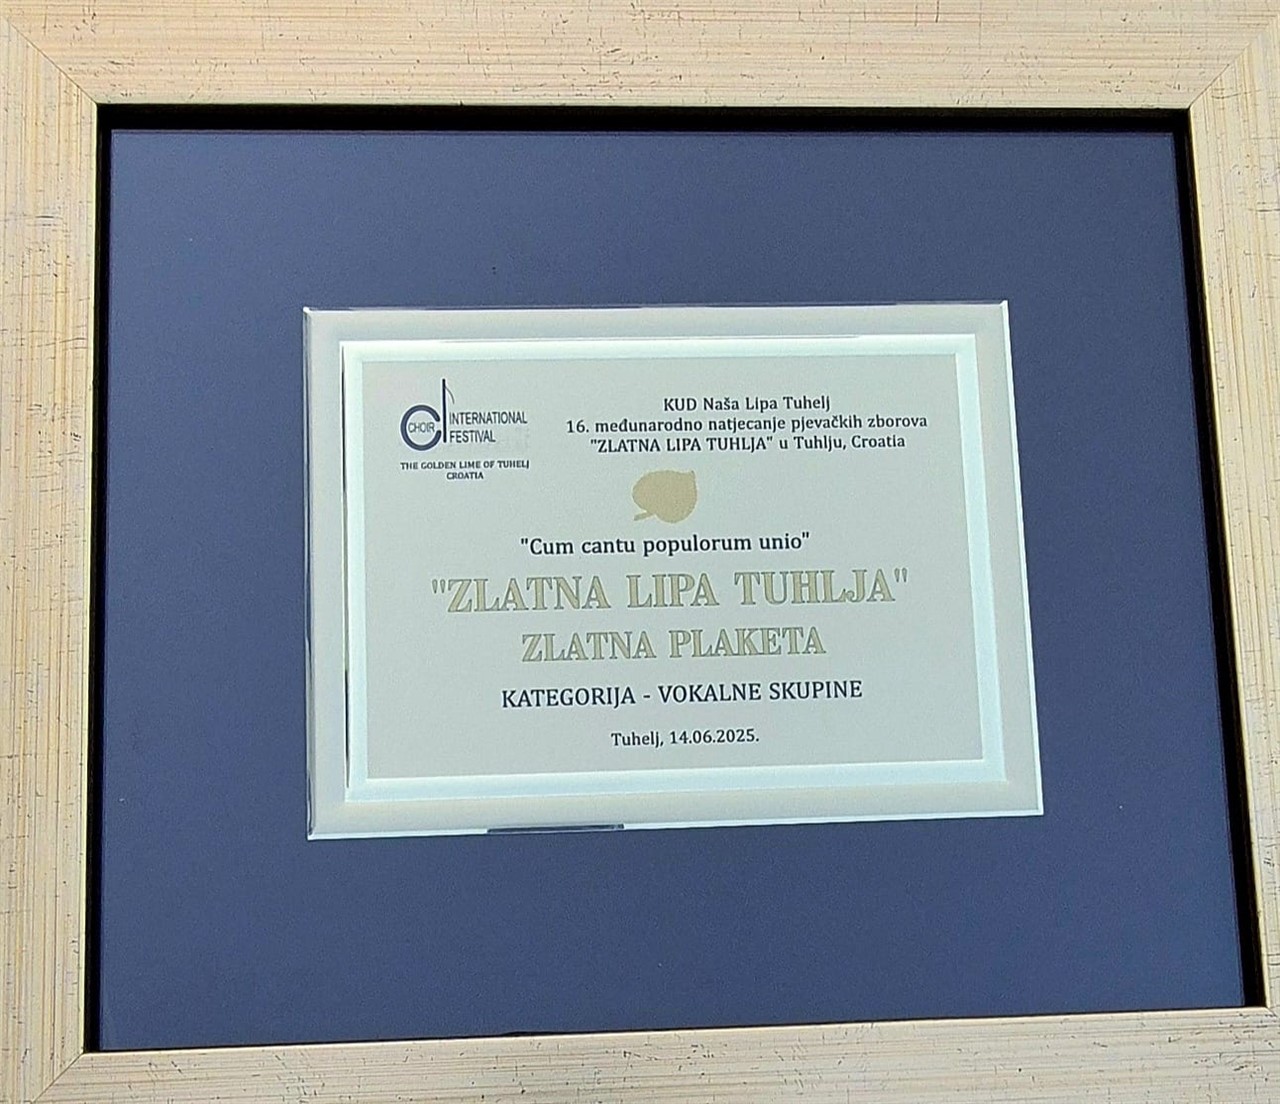 CHOIR
INTERNATIONAL
FESTIVAL
THE GOLDEN LIME OF TUHELJ
CROATIA
KUD Naša Lipa Tuhelj
16. međunarodno natjecanje pjevačkih zborova
"ZLATNA LIPA TUHLJA" u Tuhlju, Croatia
"Cum cantu populorum unio"
"ZLATNA LIPA TUHLJA"
ZLATNA PLAKETA
KATEGORIJA - VOKALNE SKUPINE
Tuhelj, 14.06.2025.